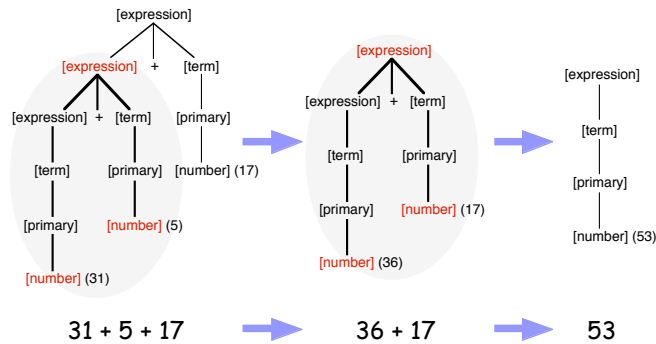 [expression]
[expression] + [term]
[expression] + [term] [primary]
[term] [primary] [number] (17)
[primary] [number] (5)
[number] (31)
[expression]
[expression] + [term]
[term] [primary]
[primary] [number] (17)
[number] (36)
[expression]
[term]
[primary]
[number] (53)
31 + 5 + 17
36 + 17
53